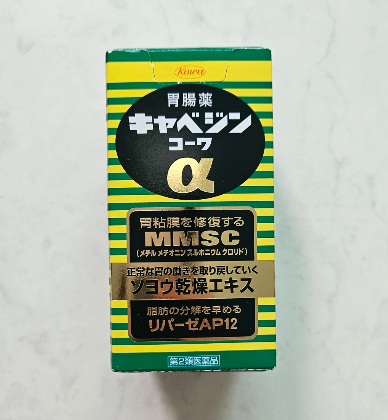 Kowa
胃腸薬
キャベジン
コーワ
α
胃粘膜を修復する
MMSC
(メチルメチオニンスルホニウムクロリド)
正常な胃の働きを取り戻していく
ソヨウ乾燥エキス
脂肪の分解を早める
リパーゼAP12
第2類医薬品